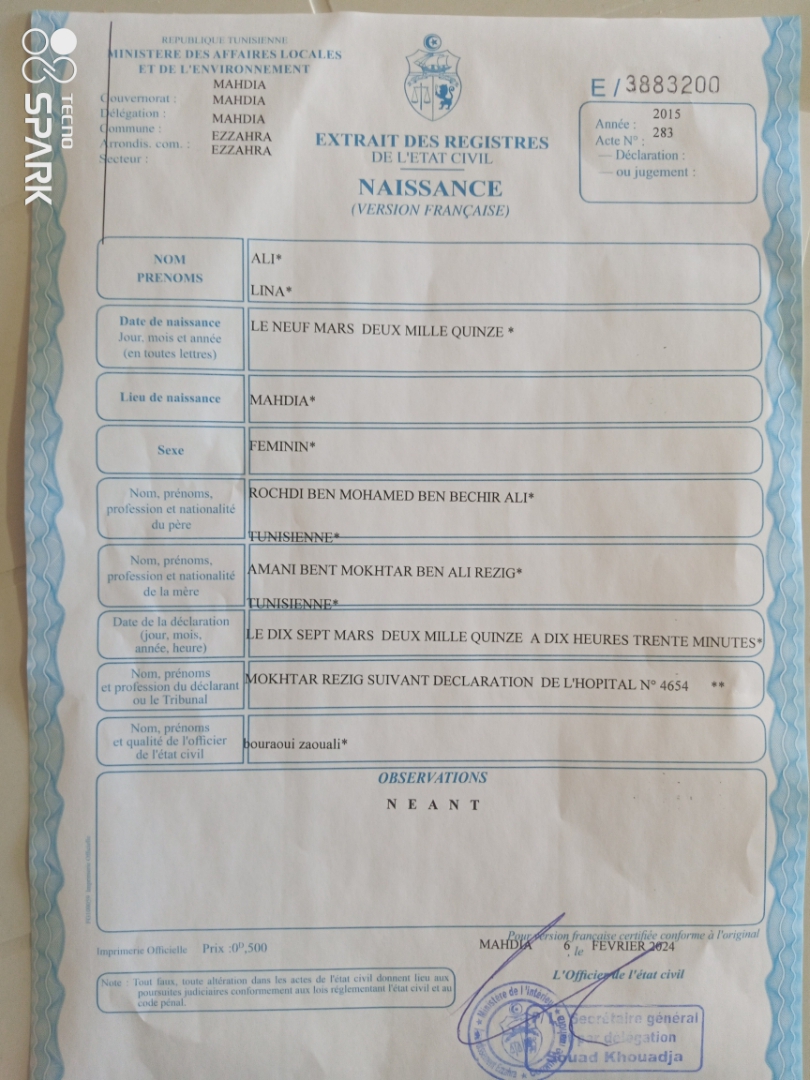 REPUBLIQUE TUNISIENNE
MINISTERE DES AFFAIRES LOCALES
ET DE L'ENVIRONNEMENT
Gouvernorat : MAHDIA
Délégation : MAHDIA
Commune : MAHDIA
Arrondis. com. : EZZAHRA
Secteur : EZZAHRA
TECNO
SPARK
EXTRAIT DES REGISTRES
DE L'ETAT CIVIL
NAISSANCE
(VERSION FRANÇAISE)
E / 3883200
Année : 2015
Acte N° : 283
— Déclaration :
— ou jugement :
NOM
PRENOMS
ALI*
LINA*
Date de naissance
Jour, mois et année
(en toutes lettres)
LE NEUF MARS DEUX MILLE QUINZE *
Lieu de naissance
MAHDIA*
Sexe
FEMININ*
Nom, prénoms,
profession et nationalité
du père
ROCHDI BEN MOHAMED BEN BECHIR ALI*
TUNISIENNE*
Nom, prénoms,
profession et nationalité
de la mère
AMANI BENT MOKHTAR BEN ALI REZIG*
TUNISIENNE*
Date de la déclaration
(jour, mois,
année, heure)
LE DIX SEPT MARS DEUX MILLE QUINZE A DIX HEURES TRENTE MINUTES*
Nom, prénoms
et profession du déclarant
ou le Tribunal
MOKHTAR REZIG SUIVANT DECLARATION DE L'HOPITAL N° 4654 **
Nom, prénoms
et qualité de l'officier
de l'état civil
bouraoui zaouali*
OBSERVATIONS
N E A N T
Imprimerie Officielle Prix :0ᴰ,500
Pour version française certifiée conforme à l'original
MAHDIA 6 , le FEVRIER 2024
L'Officier de l'état civil
Note : Tout faux, toute altération dans les actes de l'état civil donnent lieu aux
poursuites judiciaires conformement aux lois réglementant l'état civil et au
code pénal.
Ministère de l'intérieur
P/ Le Secrétaire général
par délégation
Souad Khouadja